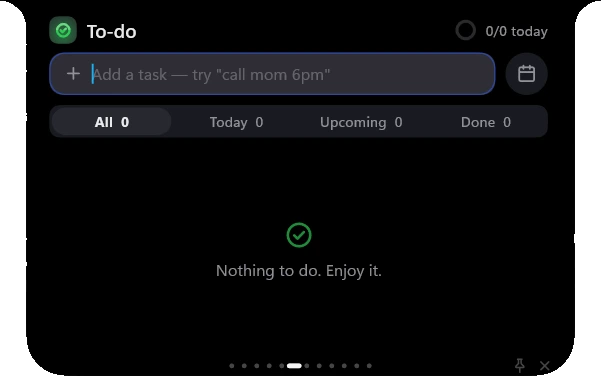 To-do
0/0 today
Add a task — try "call mom 6pm"
All 0
Today 0
Upcoming 0
Done 0
Nothing to do. Enjoy it.